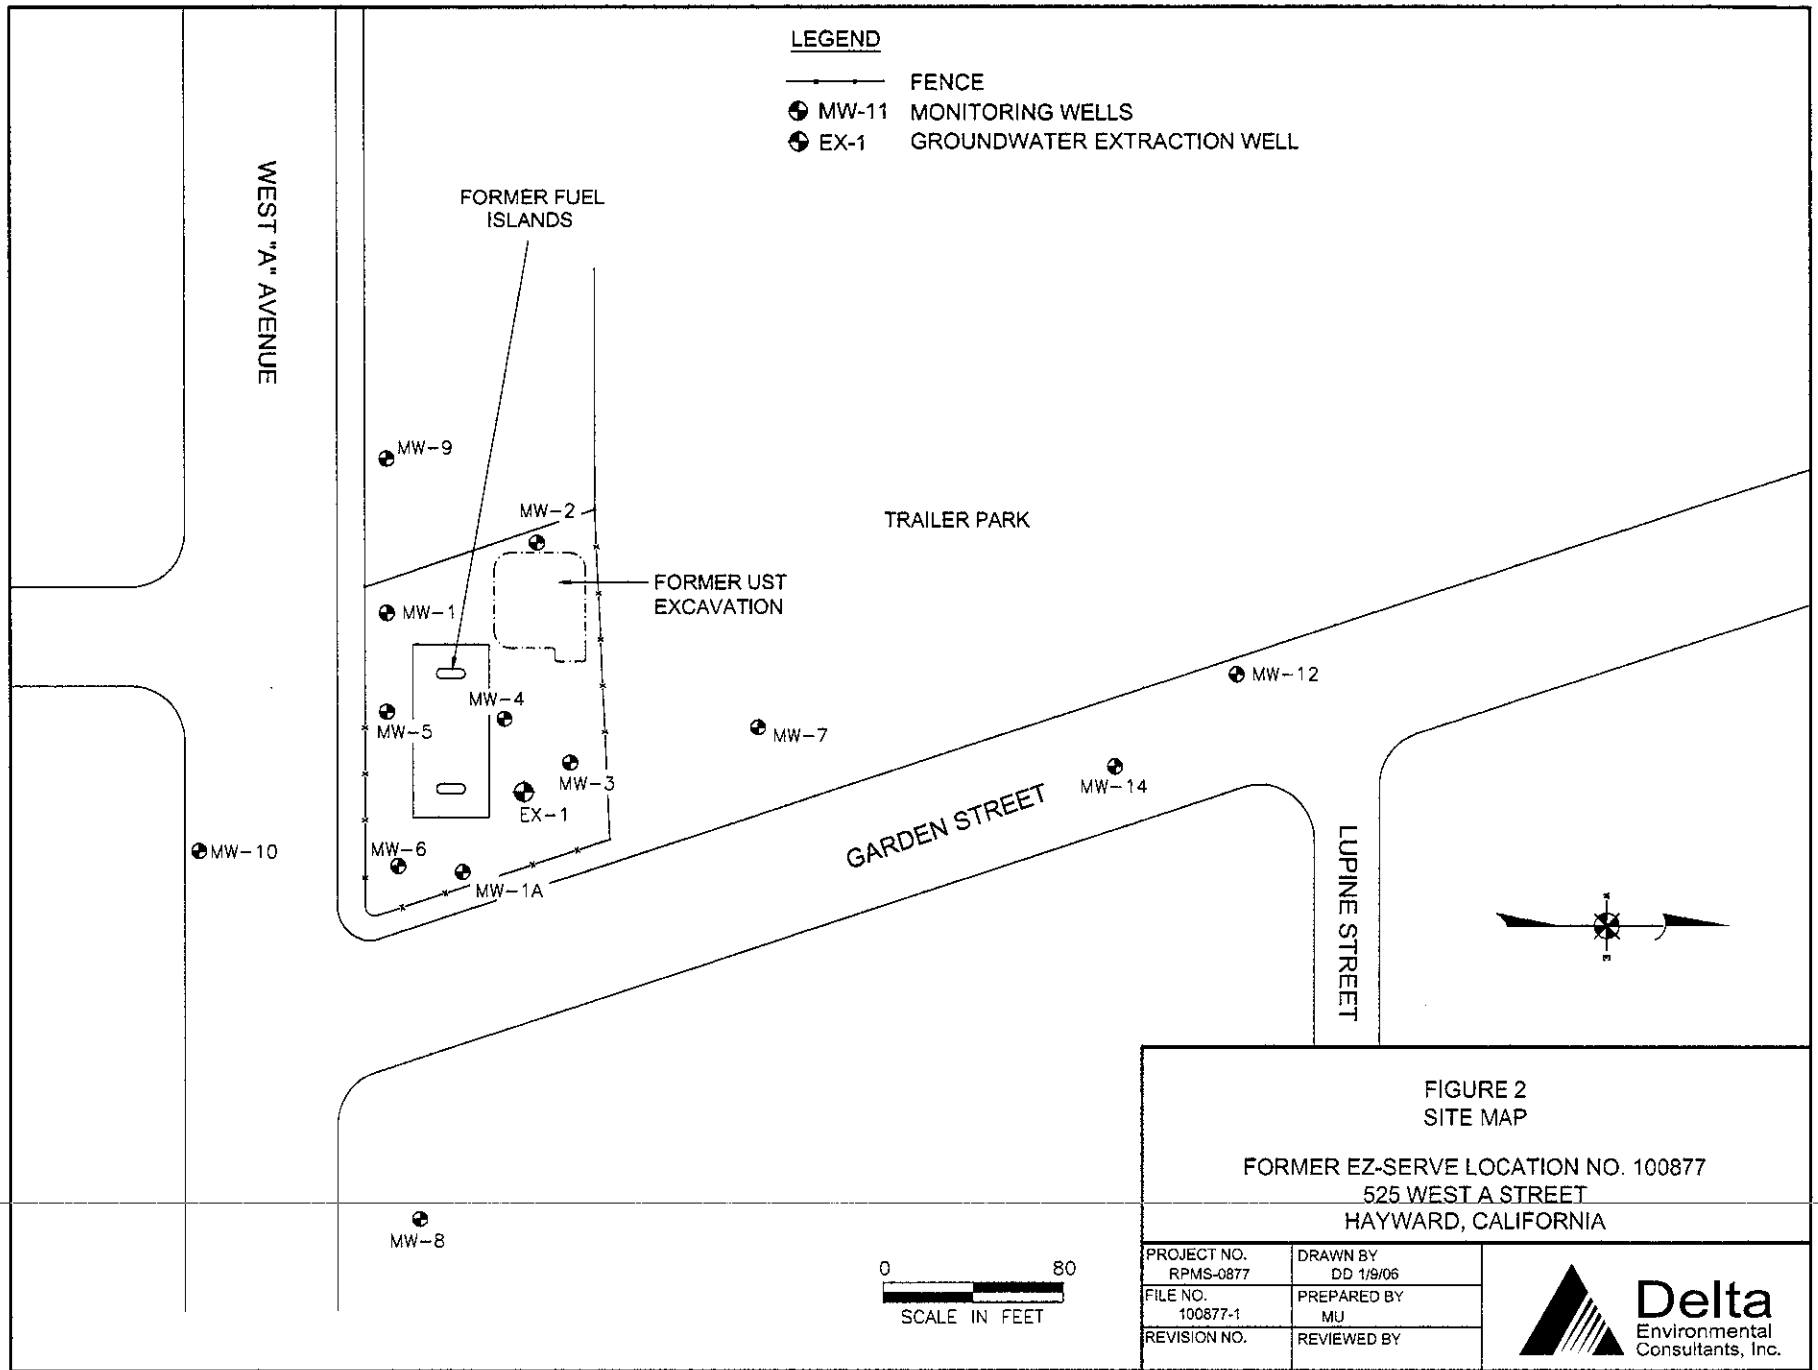 LEGEND
FENCE
MW-11 MONITORING WELLS
EX-1 GROUNDWATER EXTRACTION WELL
WEST "A" AVENUE
FORMER FUEL
ISLANDS
MW-9
MW-2
TRAILER PARK
FORMER UST
EXCAVATION
MW-1
MW-4
MW-5
MW-12
MW-7
MW-3
MW-14
EX-1
GARDEN STREET
MW-10
MW-6
MW-1A
LUPINE STREET
MW-8
0 80
SCALE IN FEET
FIGURE 2
SITE MAP
FORMER EZ-SERVE LOCATION NO. 100877
525 WEST A STREET
HAYWARD, CALIFORNIA
PROJECT NO.
RPMS-0877
DRAWN BY
DD 1/9/06
FILE NO.
100877-1
PREPARED BY
MU
REVISION NO.
REVIEWED BY
Delta
Environmental
Consultants, Inc.